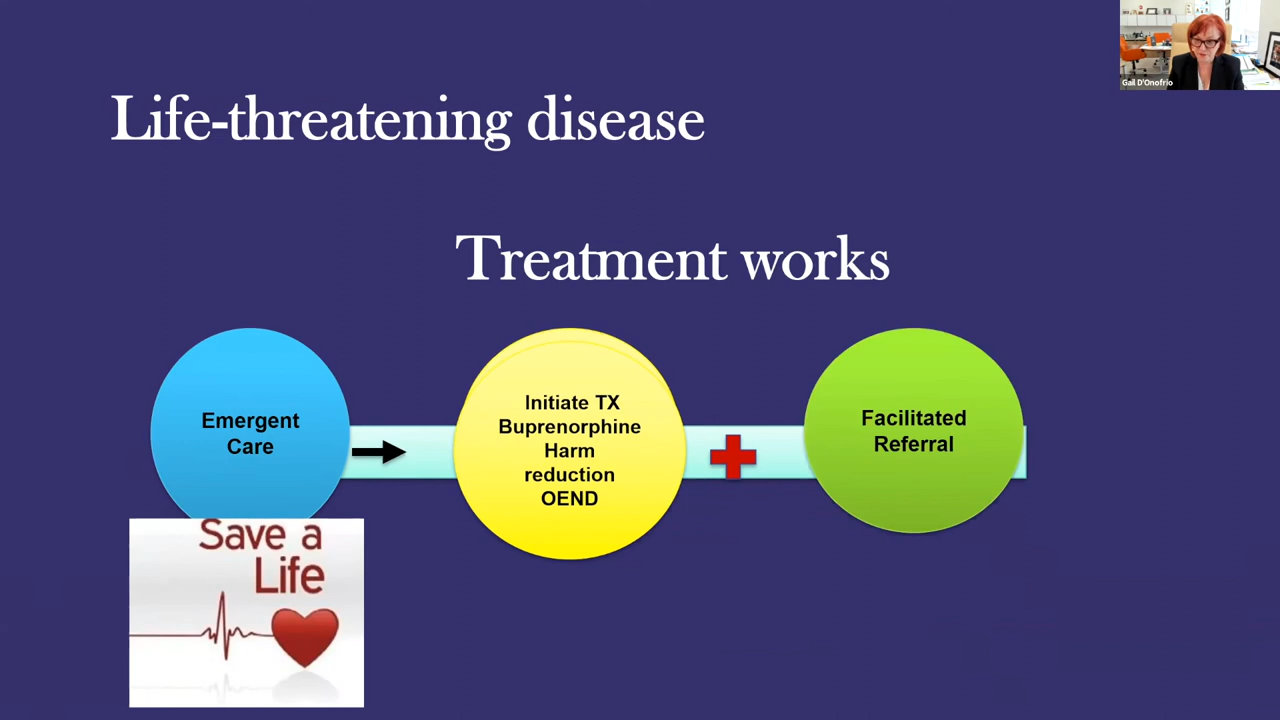 Gail D'Onofrio
Life-threatening disease
Treatment works
Emergent
Care
Initiate TX
Buprenorphine
Harm
reduction
OEND
Facilitated
Referral
Save a
Life